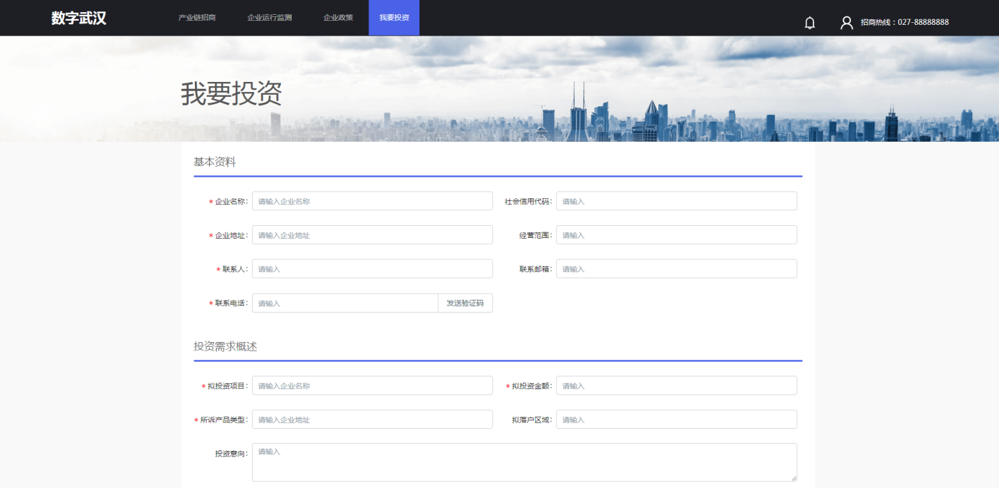 数字武汉 产业链招商 企业运行监测 企业政策 我要投资 招商热线：027-88888888
我要投资
基本资料
* 企业名称： 请输入企业名称 社会信用代码： 请输入
* 企业地址： 请输入企业地址 经营范围： 请输入
* 联系人： 请输入 联系邮箱： 请输入
* 联系电话： 请输入 发送验证码
投资需求概述
* 拟投资项目： 请输入企业名称 * 拟投资金额： 请输入
* 所诉产品类型： 请输入企业地址 拟落户区域： 请输入
投资意向： 请输入